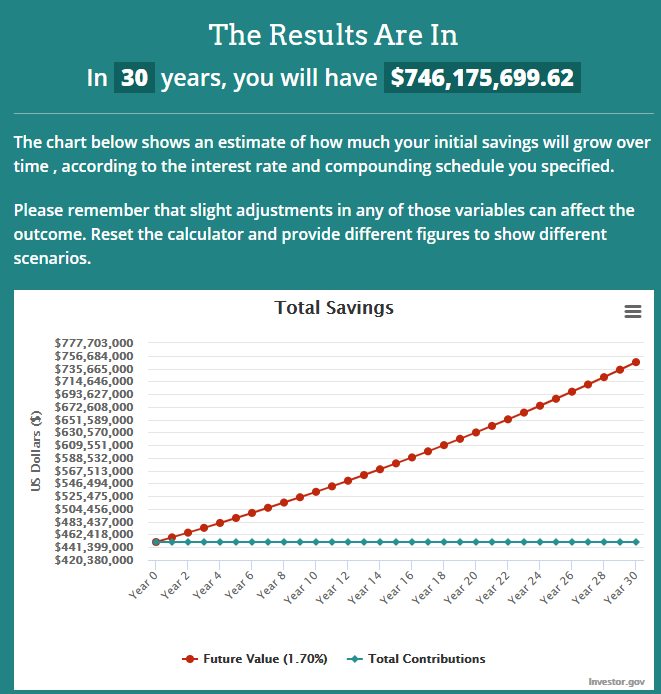 The Results Are In
In 30 years, you will have $746,175,699.62
The chart below shows an estimate of how much your initial savings will grow over
time , according to the interest rate and compounding schedule you specified.
Please remember that slight adjustments in any of those variables can affect the
outcome. Reset the calculator and provide different figures to show different
scenarios.
Total Savings
US Dollars ($)
$777,703,000
$756,684,000
$735,665,000
$714,646,000
$693,627,000
$672,608,000
$651,589,000
$630,570,000
$609,551,000
$588,532,000
$567,513,000
$546,494,000
$525,475,000
$504,456,000
$483,437,000
$462,418,000
$441,399,000
$420,380,000
Year 0
Year 2
Year 4
Year 6
Year 8
Year 10
Year 12
Year 14
Year 16
Year 18
Year 20
Year 22
Year 24
Year 26
Year 28
Year 30
Future Value (1.70%)
Total Contributions
Investor.gov